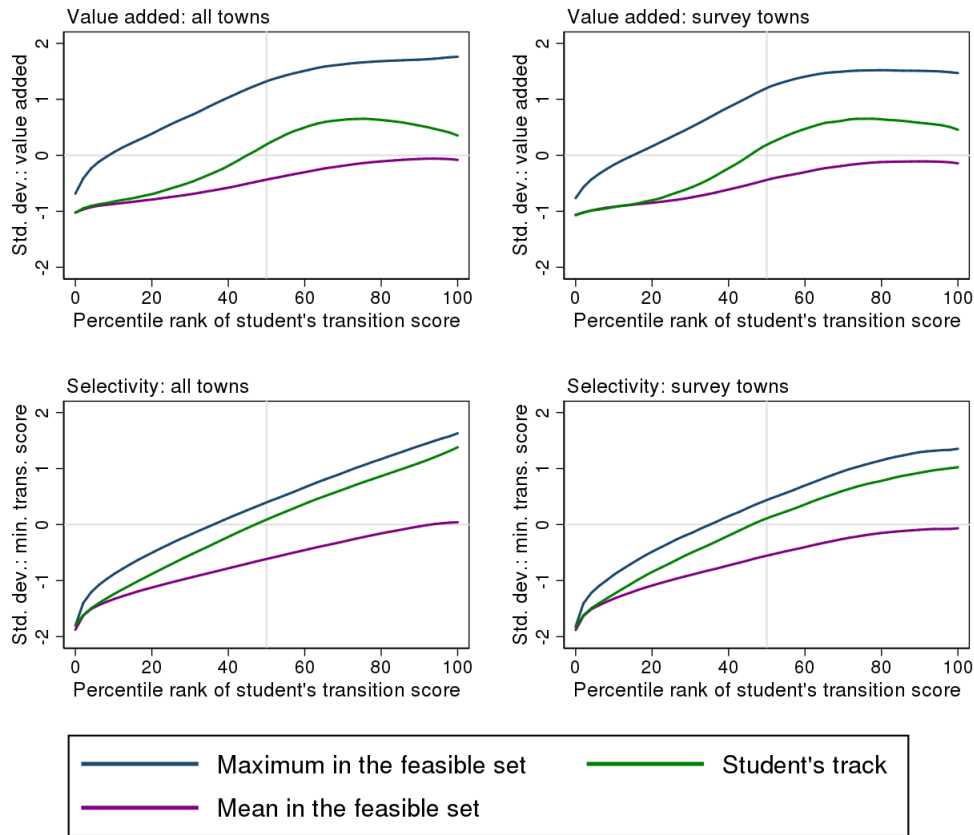 Value added: all towns
Std. dev.: value added
2
1
0
-1
-2
0 20 40 60 80 100
Percentile rank of student's transition score
Value added: survey towns
Std. dev.: value added
2
1
0
-1
-2
0 20 40 60 80 100
Percentile rank of student's transition score
Selectivity: all towns
Std. dev.: min. trans. score
2
1
0
-1
-2
0 20 40 60 80 100
Percentile rank of student's transition score
Selectivity: survey towns
Std. dev.: min. trans. score
2
1
0
-1
-2
0 20 40 60 80 100
Percentile rank of student's transition score
Maximum in the feasible set
Student's track
Mean in the feasible set